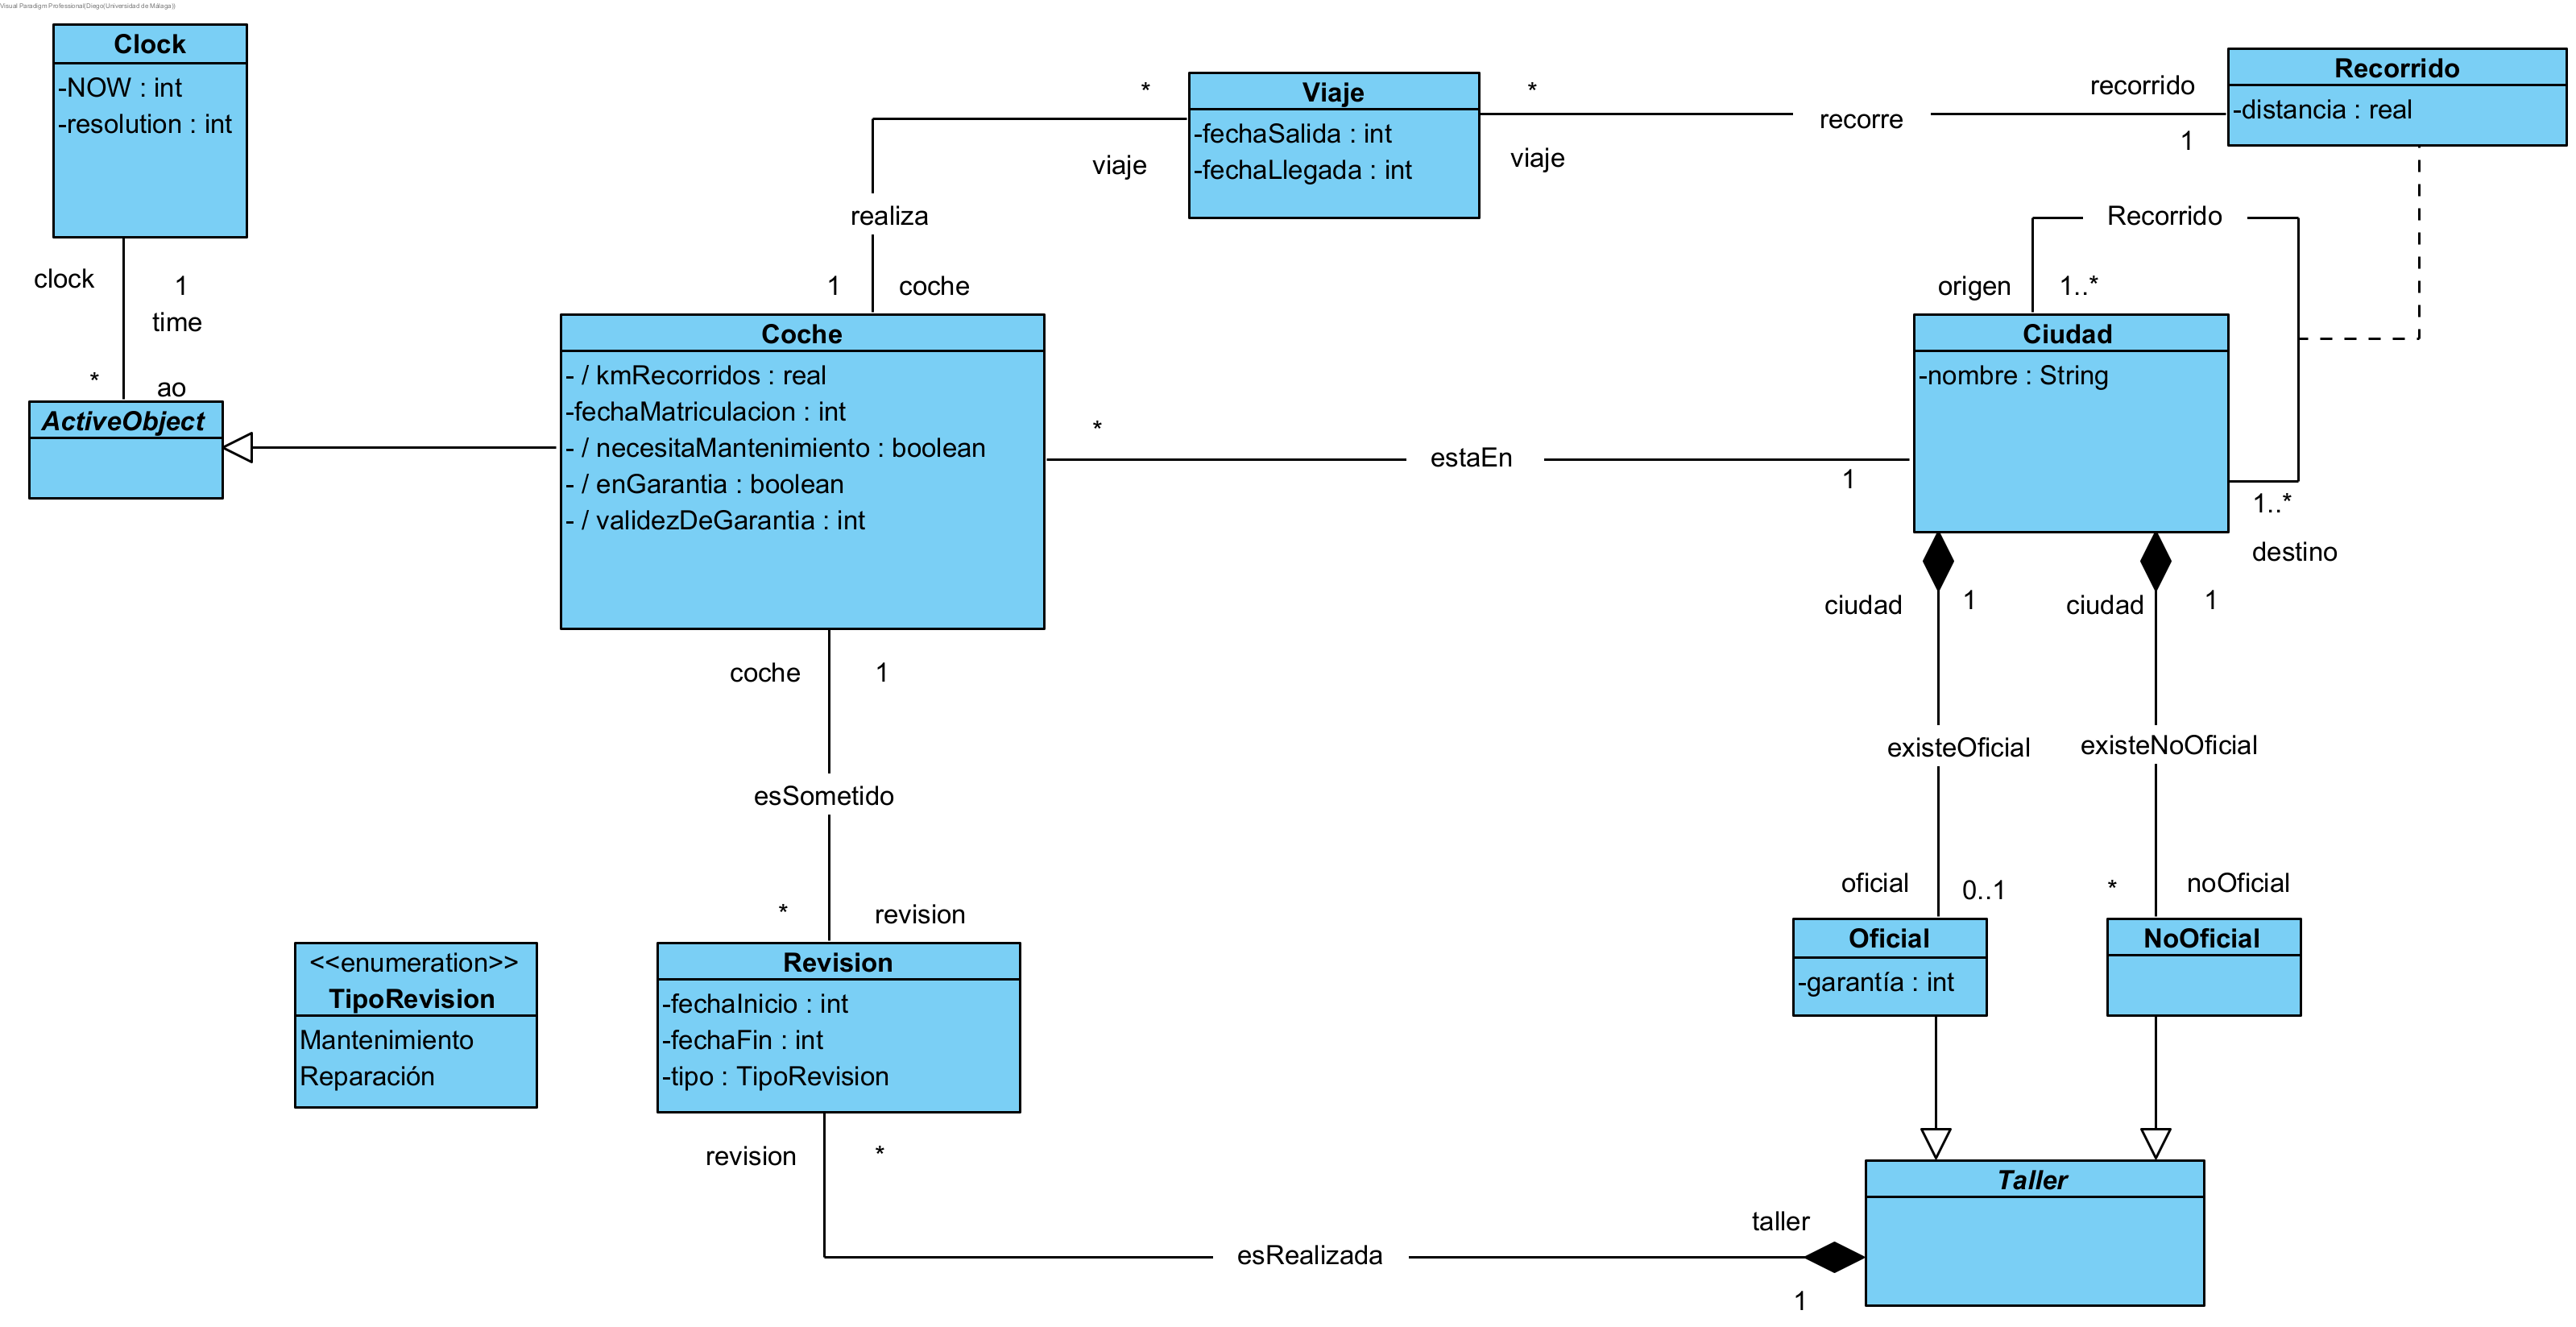 Visual Paradigm Professional(Diego(Universidad de Málaga))
Clock
-NOW : int
-resolution : int
clock
1
time
*
ao
ActiveObject
Viaje
-fechaSalida : int
-fechaLlegada : int
*
viaje
realiza
1
coche
*
viaje
recorre
recorrido
1
Recorrido
-distancia : real
Recorrido
origen
1..*
Coche
- / kmRecorridos : real
-fechaMatriculacion : int
- / necesitaMantenimiento : boolean
- / enGarantia : boolean
- / validezDeGarantia : int
*
estaEn
1
Ciudad
-nombre : String
1..*
destino
ciudad
1
ciudad
1
coche
1
esSometido
*
revision
existeOficial
existeNoOficial
oficial
0..1
*
noOficial
<<enumeration>>
TipoRevision
Mantenimiento
Reparación
Revision
-fechaInicio : int
-fechaFin : int
-tipo : TipoRevision
Oficial
-garantía : int
NoOficial
revision
*
esRealizada
taller
1
Taller